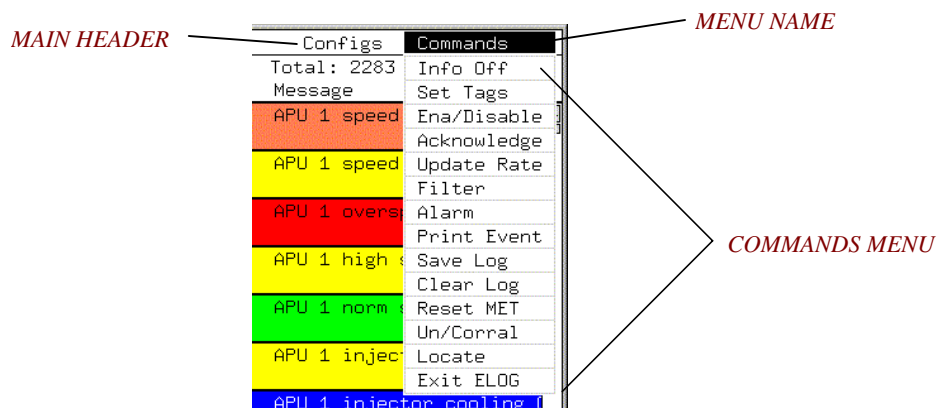 MENU NAME
MAIN HEADER
Configs Commands
Total: 2283 Info Off
Message Set Tags
APU 1 speed Ena/Disable
Acknowledge
APU 1 speed Update Rate
Filter
APU 1 Alarm
Print Event
APU 1 high Save Log
Clear Log
APU 1 norm Reset MET
Un/Corral
APU 1 Locate
Exit ELOG
APU 1 injector cooling (
COMMANDS MENU